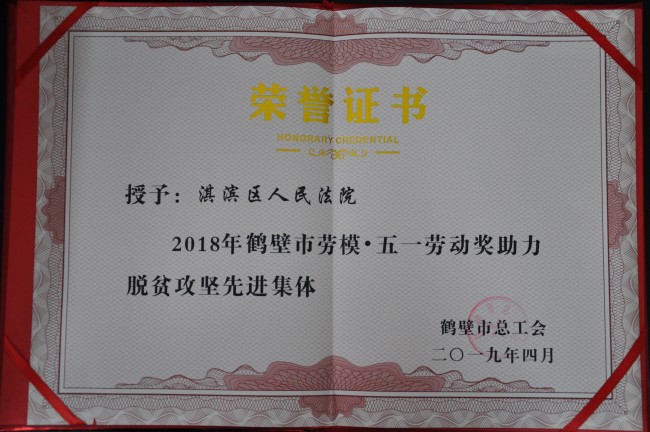 荣誉证书
HONORARY CREDENTIAL
授予：淇滨区人民法院
2018年鹤壁市劳模·五一劳动奖助力
脱贫攻坚先进集体
鹤壁市总工会
二〇一九年四月